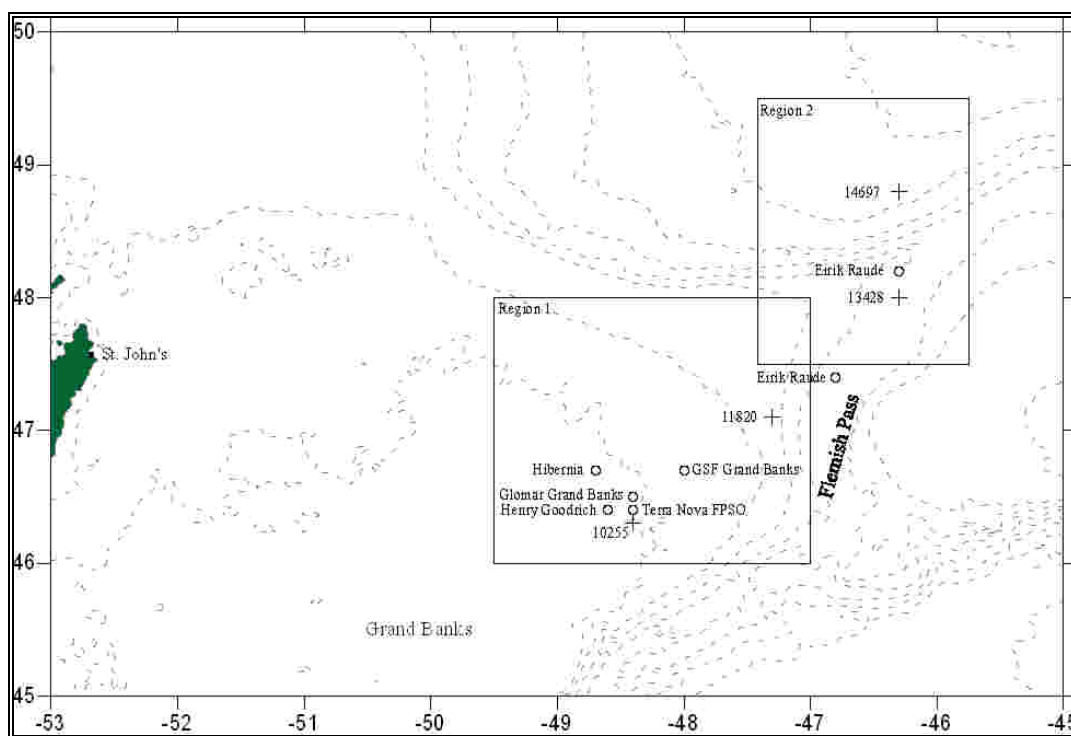 50
Region 2
49
14697
Eirik Raude
48
13428
Region 1
St. John's
Eirik Raude
47
11820
Flemish Pass
Hibernia
GSF Grand Banks
Glomar Grand Banks
Henry Goodrich
Terra Nova FPSO
10255
46
Grand Banks
45
-53
-52
-51
-50
-49
-48
-47
-46
-45